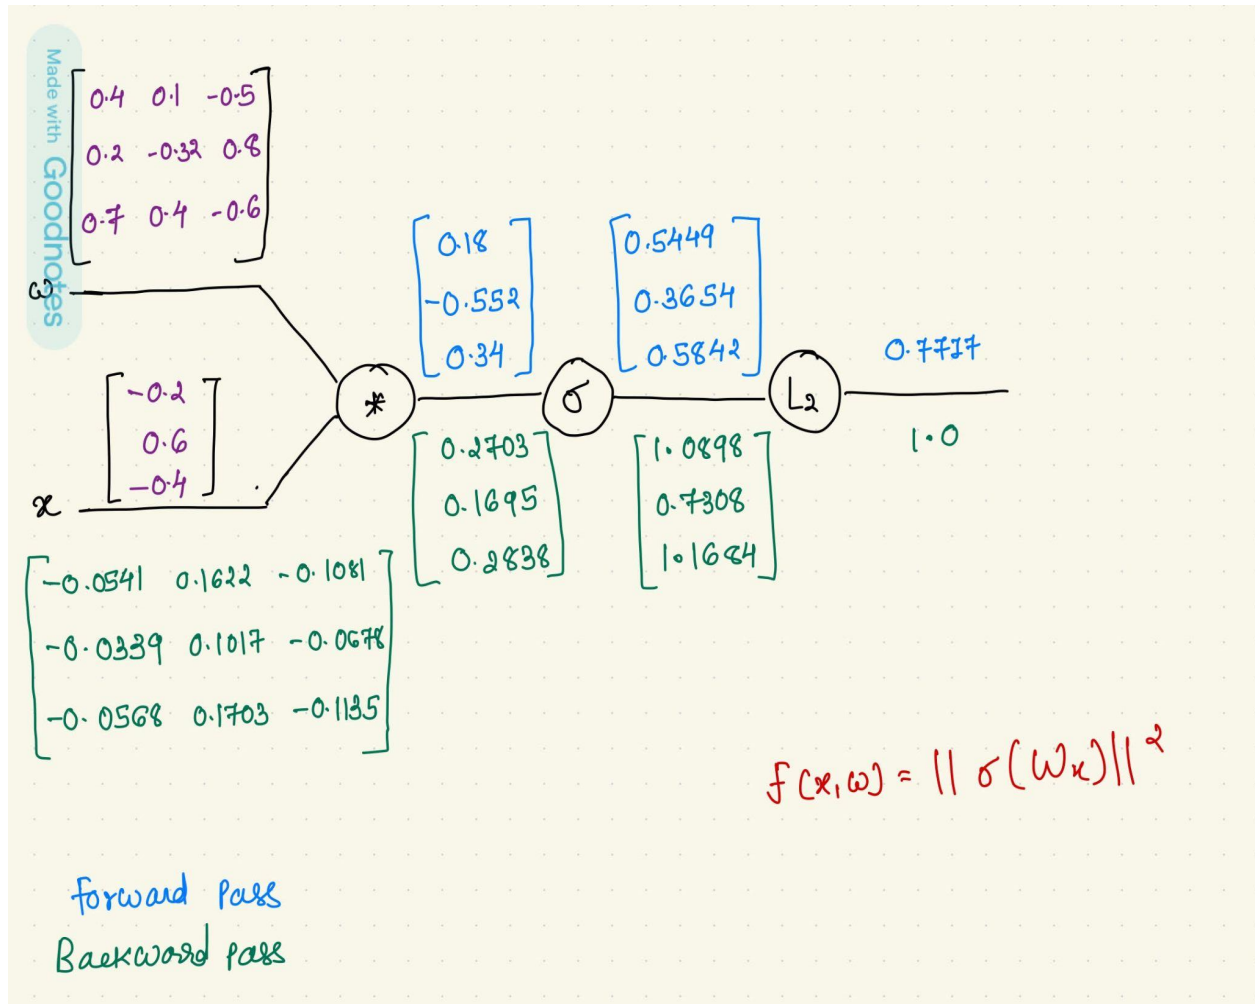 Made with Goodnotes
0.4 0.1 -0.5
0.2 -0.32 0.8
0.7 0.4 -0.6
ω
-0.2
0.6
-0.4
x
*
0.18
-0.552
0.34
σ
0.5449
0.3654
0.5842
L₂
0.7777
1.0
0.2703
0.1695
0.2838
1.0898
0.7308
1.1684
-0.0541 0.1622 -0.1081
-0.0339 0.1017 -0.0678
-0.0568 0.1703 -0.1135
f(x,ω) = || σ(Wx)||²
forward pass
Backward pass